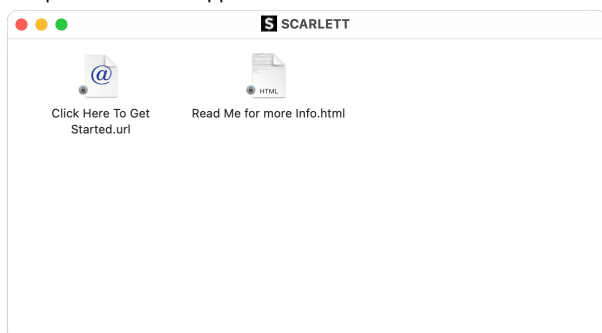 SCARLETT
@
HTML
Click Here To Get
Started.url
Read Me for more Info.html